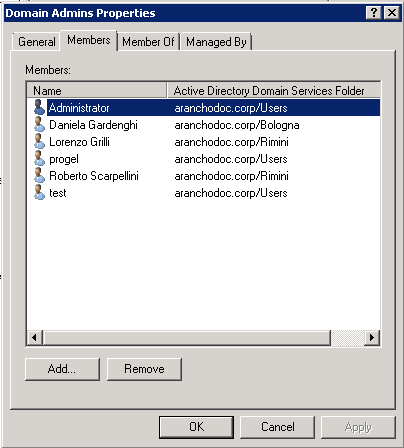 Domain Admins Properties
General Members Member Of Managed By
Members:
Name Active Directory Domain Services Folder
Administrator aranchodoc.corp/Users
Daniela Gardenghi aranchodoc.corp/Bologna
Lorenzo Grilli aranchodoc.corp/Rimini
progel aranchodoc.corp/Users
Roberto Scarpellini aranchodoc.corp/Rimini
test aranchodoc.corp/Users
Add... Remove
OK Cancel Apply